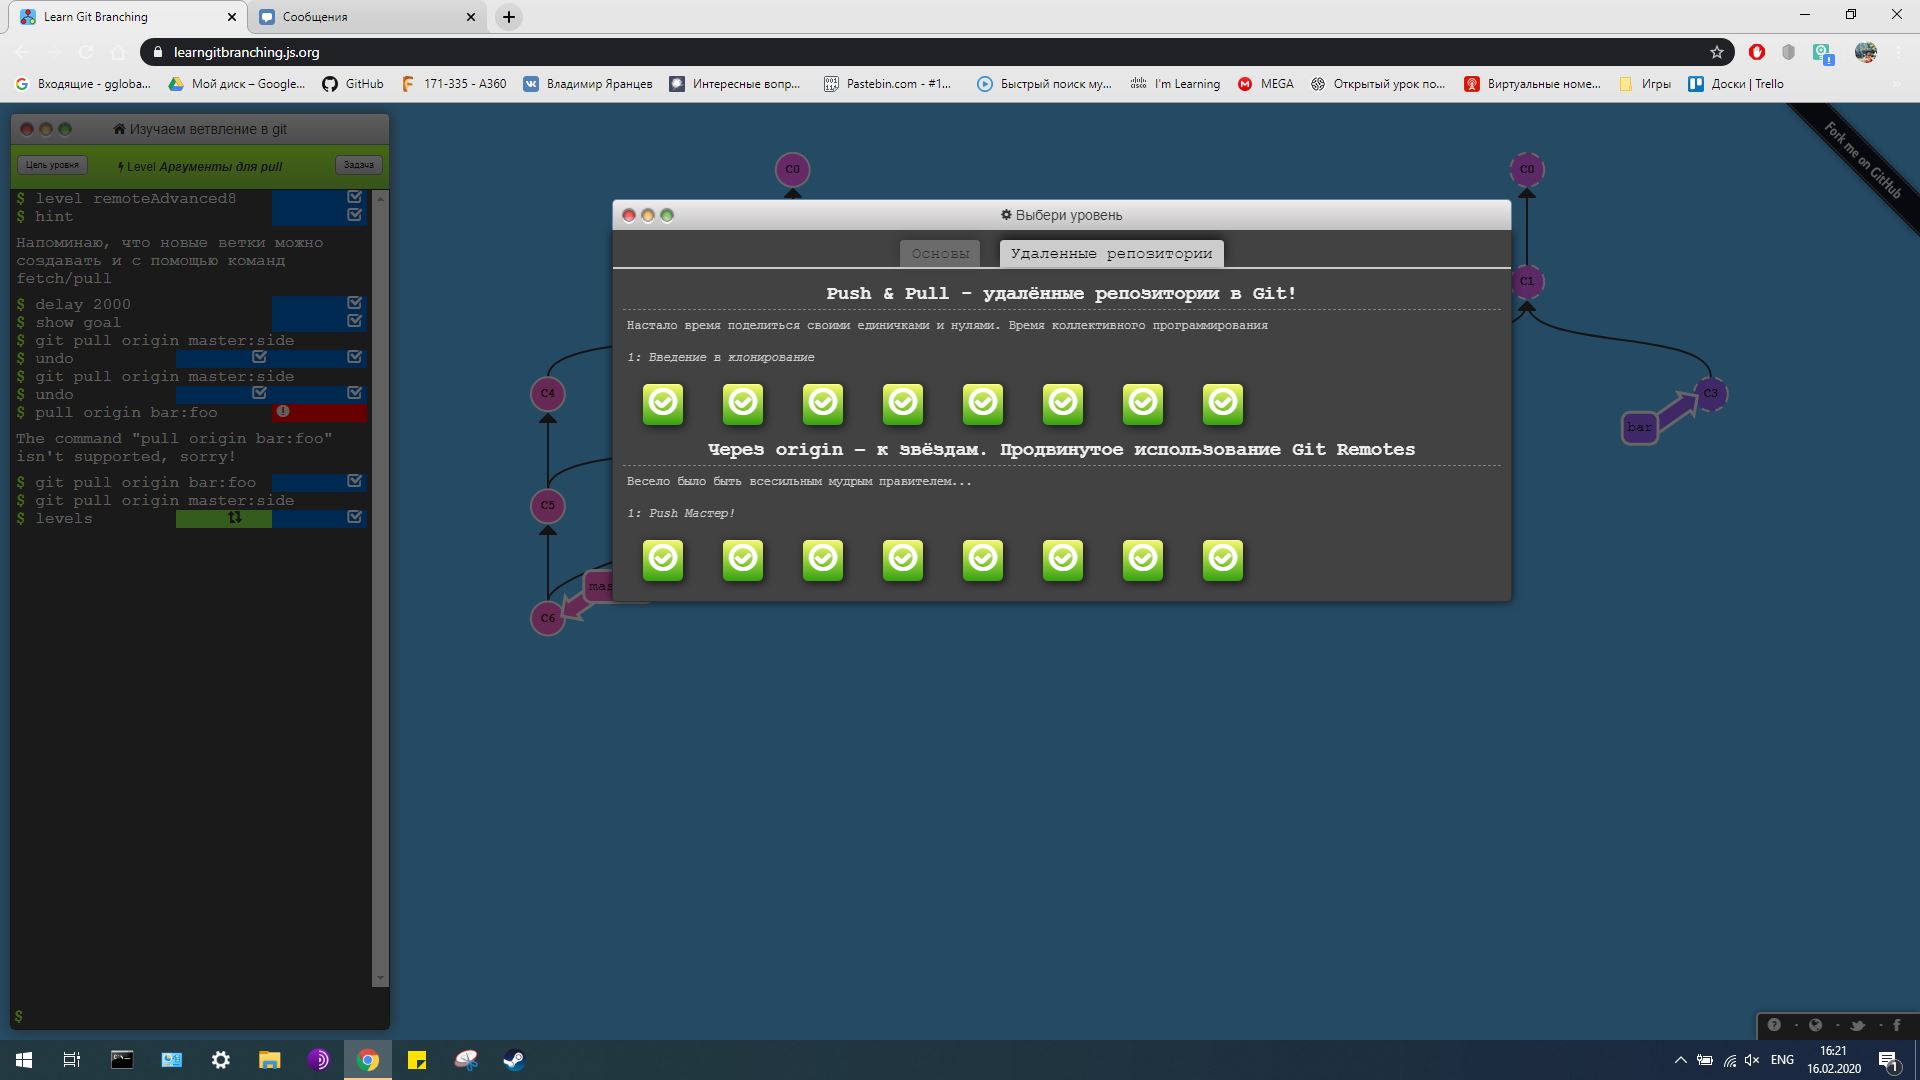 Learn Git Branching
Сообщения
learngitbranching.js.org
Входящие - ggloba...
Мой диск – Google...
GitHub
171-335 - A360
Владимир Яранцев
Интересные вопр...
Pastebin.com - #1...
Быстрый поиск му...
I'm Learning
MEGA
Открытый урок по...
Виртуальные номе...
Игры
Доски | Trello
Изучаем ветвление в git
Цель уровня
Level Аргументы для pull
Задача
$ level remoteAdvanced8
$ hint
Напоминаю, что новые ветки можно
создавать и с помощью команд
fetch/pull
$ delay 2000
$ show goal
$ git pull origin master:side
$ undo
$ git pull origin master:side
$ undo
$ pull origin bar:foo
The command "pull origin bar:foo"
isn't supported, sorry!
$ git pull origin bar:foo
$ git pull origin master:side
$ levels
$
C0
C4
C5
C6
mas
Выбери уровень
Основы
Удаленные репозитории
Push & Pull - удалённые репозитории в Git!
Настало время поделиться своими единичками и нулями. Время коллективного программирования
1: Введение в клонирование
Через origin – к звёздам. Продвинутое использование Git Remotes
Весело было быть всесильным мудрым правителем...
1: Push Мастер!
C0
C1
C3
bar
Fork me on GitHub
ENG
16:21
16.02.2020
1